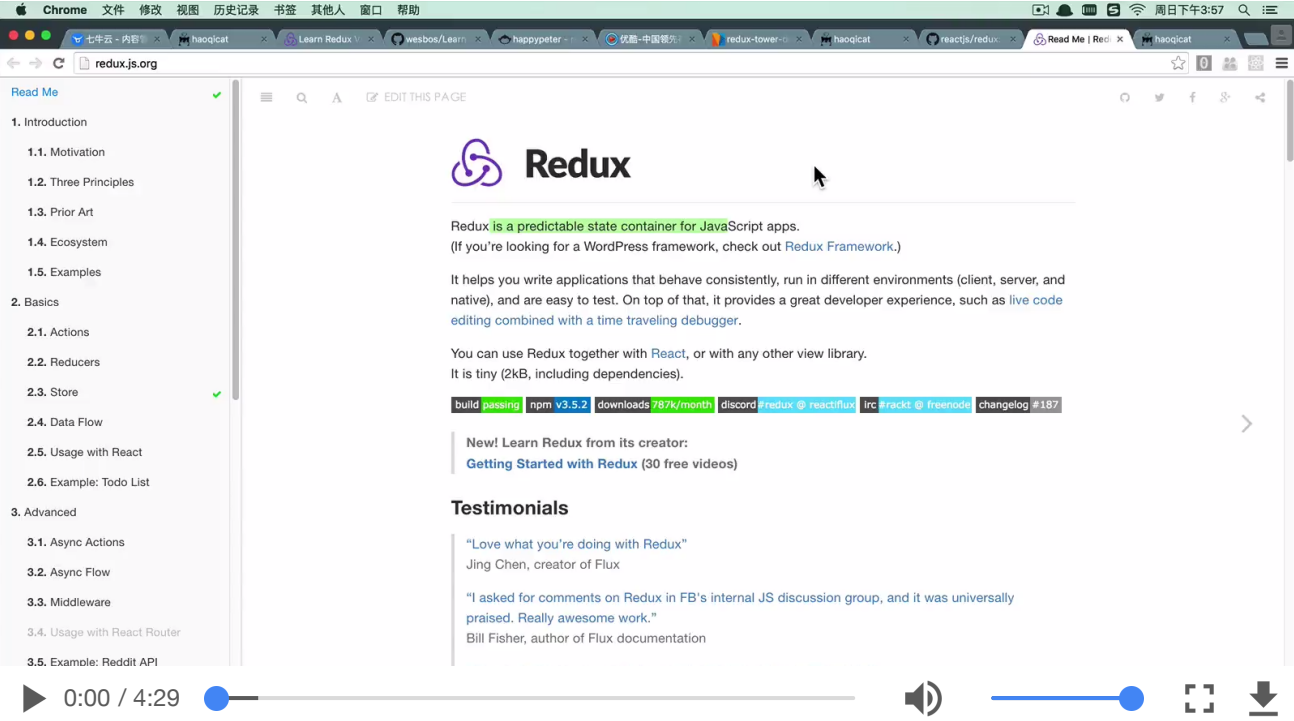 Chrome 文件 修改 视图 历史记录 书签 其他人 窗口 帮助 周日下午3:57
七牛云 - 内容 haoqicat Learn Redux wesbos/Learn happypeter - 优酷-中国领先 redux-tower-d haoqicat reactjs/redux Read Me | Red haoqicat
redux.js.org
Read Me
1. Introduction
1.1. Motivation
1.2. Three Principles
1.3. Prior Art
1.4. Ecosystem
1.5. Examples
2. Basics
2.1. Actions
2.2. Reducers
2.3. Store
2.4. Data Flow
2.5. Usage with React
2.6. Example: Todo List
3. Advanced
3.1. Async Actions
3.2. Async Flow
3.3. Middleware
3.4. Usage with React Router
3.5. Example: Reddit API
A EDIT THIS PAGE
Redux
Redux is a predictable state container for JavaScript apps.
(If you're looking for a WordPress framework, check out Redux Framework.)
It helps you write applications that behave consistently, run in different environments (client, server, and
native), and are easy to test. On top of that, it provides a great developer experience, such as live code
editing combined with a time traveling debugger.
You can use Redux together with React, or with any other view library.
It is tiny (2kB, including dependencies).
build passing npm v3.5.2 downloads 787k/month discord #redux @ reactiflux irc #rackt @ freenode changelog #187
New! Learn Redux from its creator:
Getting Started with Redux (30 free videos)
Testimonials
“Love what you're doing with Redux”
Jing Chen, creator of Flux
“I asked for comments on Redux in FB's internal JS discussion group, and it was universally
praised. Really awesome work.”
Bill Fisher, author of Flux documentation
0:00 / 4:29